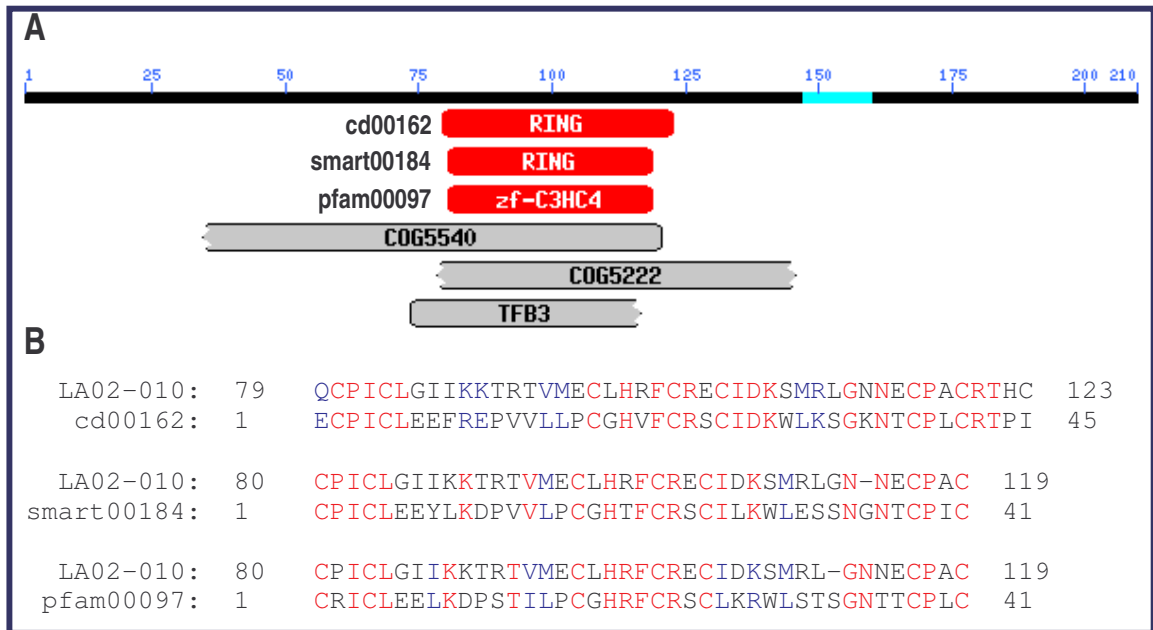 A
1 25 50 75 100 125 150 175 200 210
cd00162 RING
smart00184 RING
pfam00097 zf-C3HC4
COG5540
COG5222
TFB3
B
LA02-010: 79 QCPICLGIIKKTRTVMECLHRFCRECIDKSMRLGNNECPACRTHC 123
cd00162: 1 ECPICLEEFREPVVLLPCGHVFCRSCIDKWLKSGKNTCPLCRTPI 45
LA02-010: 80 CPICLGIIKKTRTVMECLHRFCRECIDKSMRLGN-NECPAC 119
smart00184: 1 CPICLEEYLKDPVVLPCGHTFCRSCILKWLESSNGNTCPIC 41
LA02-010: 80 CPICLGIIKKTRTVMECLHRFCRECIDKSMRL-GNNECPAC 119
pfam00097: 1 CRICLEELKDPSTILPCGHRFCRSCLKRWLSTSGNTTCPLC 41